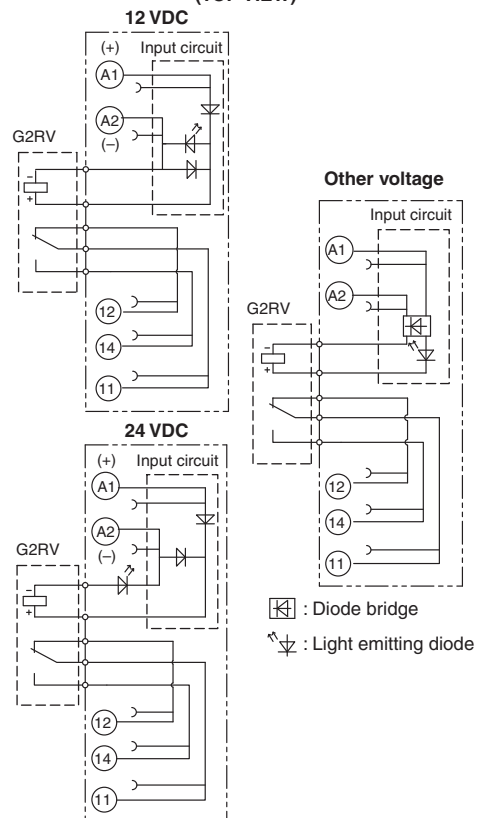 12 VDC
(+) Input circuit
A1
A2
(–)
G2RV
–
+
12
14
11
24 VDC
(+) Input circuit
A1
A2
(–)
G2RV
–
+
12
14
11
Other voltage
Input circuit
A1
A2
G2RV
–
+
12
14
11
: Diode bridge
: Light emitting diode